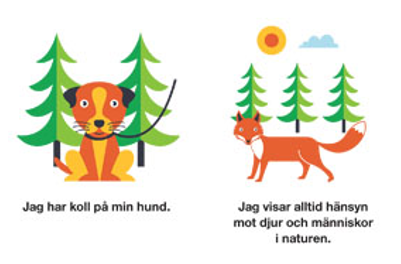 Jag har koll på min hund.
Jag visar alltid hänsyn
mot djur och människor
i naturen.